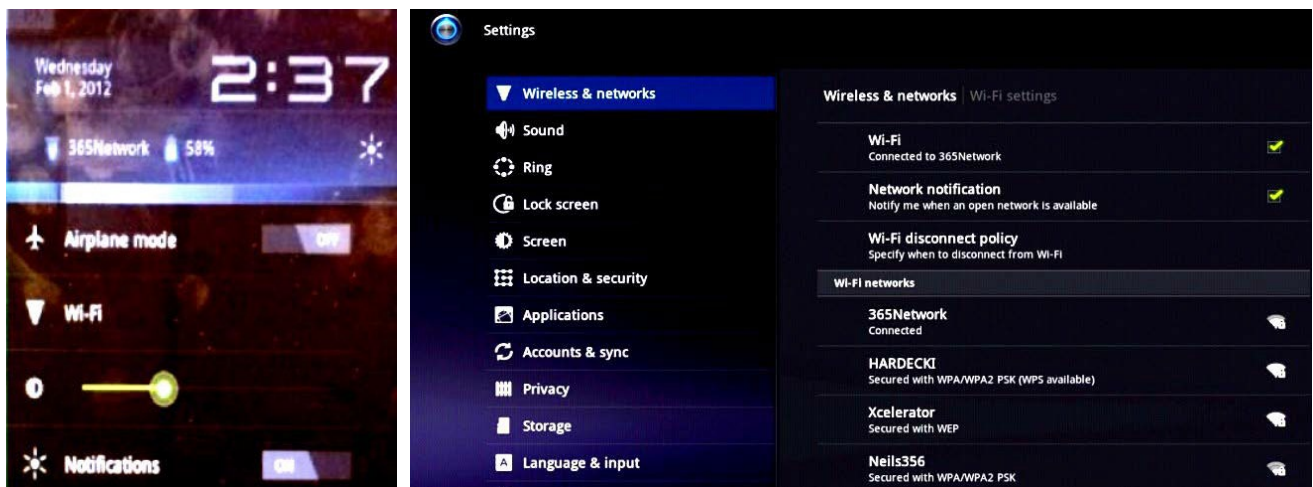 Wednesday
Feb 1, 2012
2:37
365Network 58%
Airplane mode OFF
Wi-Fi
Notifications ON
Settings
Wireless & networks
Sound
Ring
Lock screen
Screen
Location & security
Applications
Accounts & sync
Privacy
Storage
A Language & input
Wireless & networks Wi-Fi settings
Wi-Fi
Connected to 365Network
Network notification
Notify me when an open network is available
Wi-Fi disconnect policy
Specify when to disconnect from Wi-Fi
Wi-Fi networks
365Network
Connected
HARDECKI
Secured with WPA/WPA2 PSK (WPS available)
Xcelerator
Secured with WEP
Neils356
Secured with WPA/WPA2 PSK